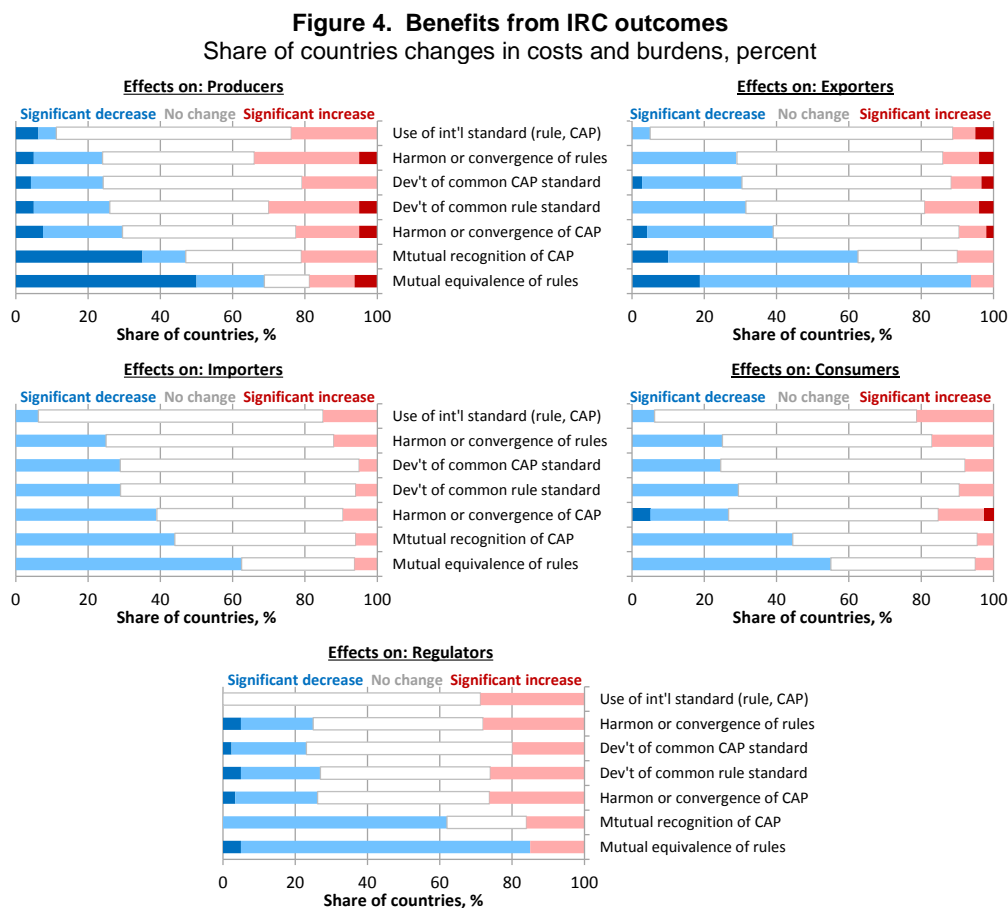 Figure 4. Benefits from IRC outcomes
Share of countries changes in costs and burdens, percent
Effects on: Producers
Significant decrease No change Significant increase
Use of int'l standard (rule, CAP)
Harmon or convergence of rules
Dev't of common CAP standard
Dev't of common rule standard
Harmon or convergence of CAP
Mtutual recognition of CAP
Mutual equivalence of rules
0 20 40 60 80 100
Share of countries, %
Effects on: Exporters
Significant decrease No change Significant increase
0 20 40 60 80 100
Share of countries, %
Effects on: Importers
Significant decrease No change Significant increase
Use of int'l standard (rule, CAP)
Harmon or convergence of rules
Dev't of common CAP standard
Dev't of common rule standard
Harmon or convergence of CAP
Mtutual recognition of CAP
Mutual equivalence of rules
0 20 40 60 80 100
Share of countries, %
Effects on: Consumers
Significant decrease No change Significant increase
0 20 40 60 80 100
Share of countries, %
Effects on: Regulators
Significant decrease No change Significant increase
Use of int'l standard (rule, CAP)
Harmon or convergence of rules
Dev't of common CAP standard
Dev't of common rule standard
Harmon or convergence of CAP
Mtutual recognition of CAP
Mutual equivalence of rules
0 20 40 60 80 100
Share of countries, %